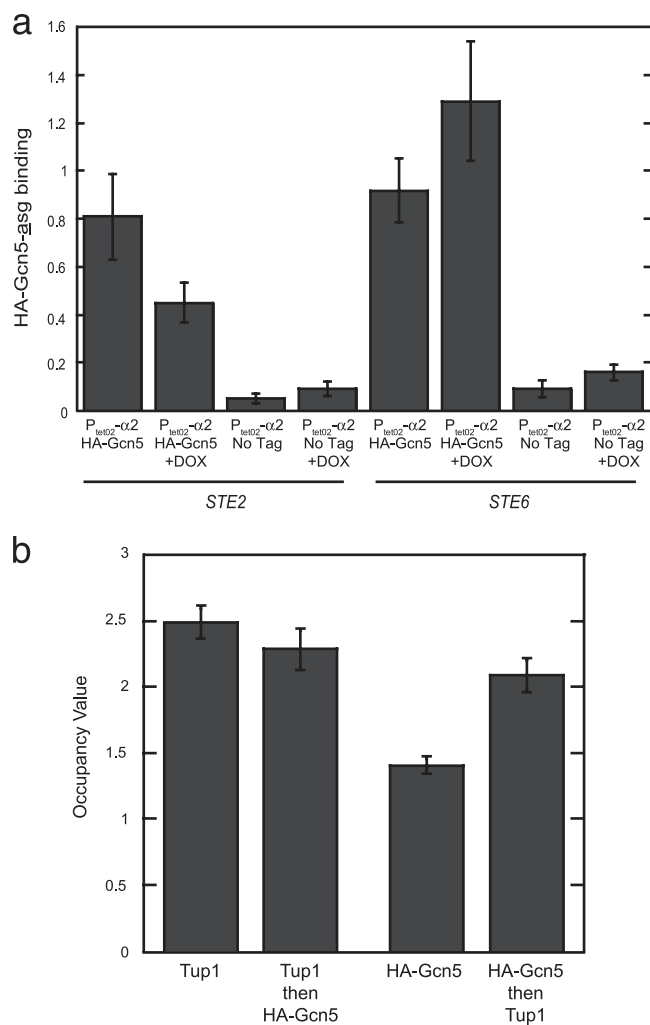 a
HA-Gcn5-asg binding
1.6
1.4
1.2
1
0.8
0.6
0.4
0.2
0
Ptet02-α2 HA-Gcn5
Ptet02-α2 HA-Gcn5 +DOX
Ptet02-α2 No Tag
Ptet02-α2 No Tag +DOX
Ptet02-α2 HA-Gcn5
Ptet02-α2 HA-Gcn5 +DOX
Ptet02-α2 No Tag
Ptet02-α2 No Tag +DOX
STE2
STE6
b
Occupancy Value
3
2.5
2
1.5
1
0.5
0
Tup1
Tup1 then HA-Gcn5
HA-Gcn5
HA-Gcn5 then Tup1